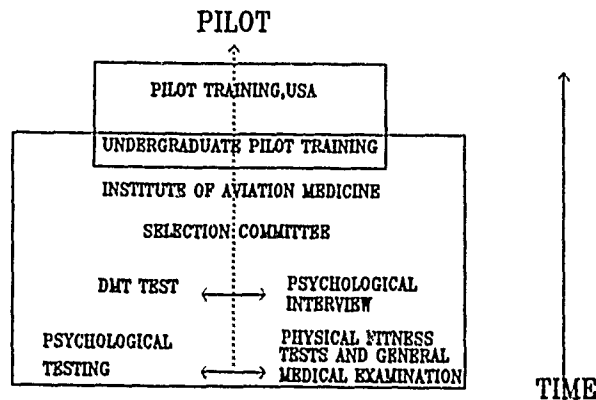 PILOT
PILOT TRAINING,USA
UNDERGRADUATE PILOT TRAINING
INSTITUTE OF AVIATION MEDICINE
SELECTION COMMITTEE
DMT TEST
PSYCHOLOGICAL
INTERVIEW
PSYCHOLOGICAL
TESTING
PHYSICAL FITNESS
TESTS AND GENERAL
MEDICAL EXAMINATION
TIME